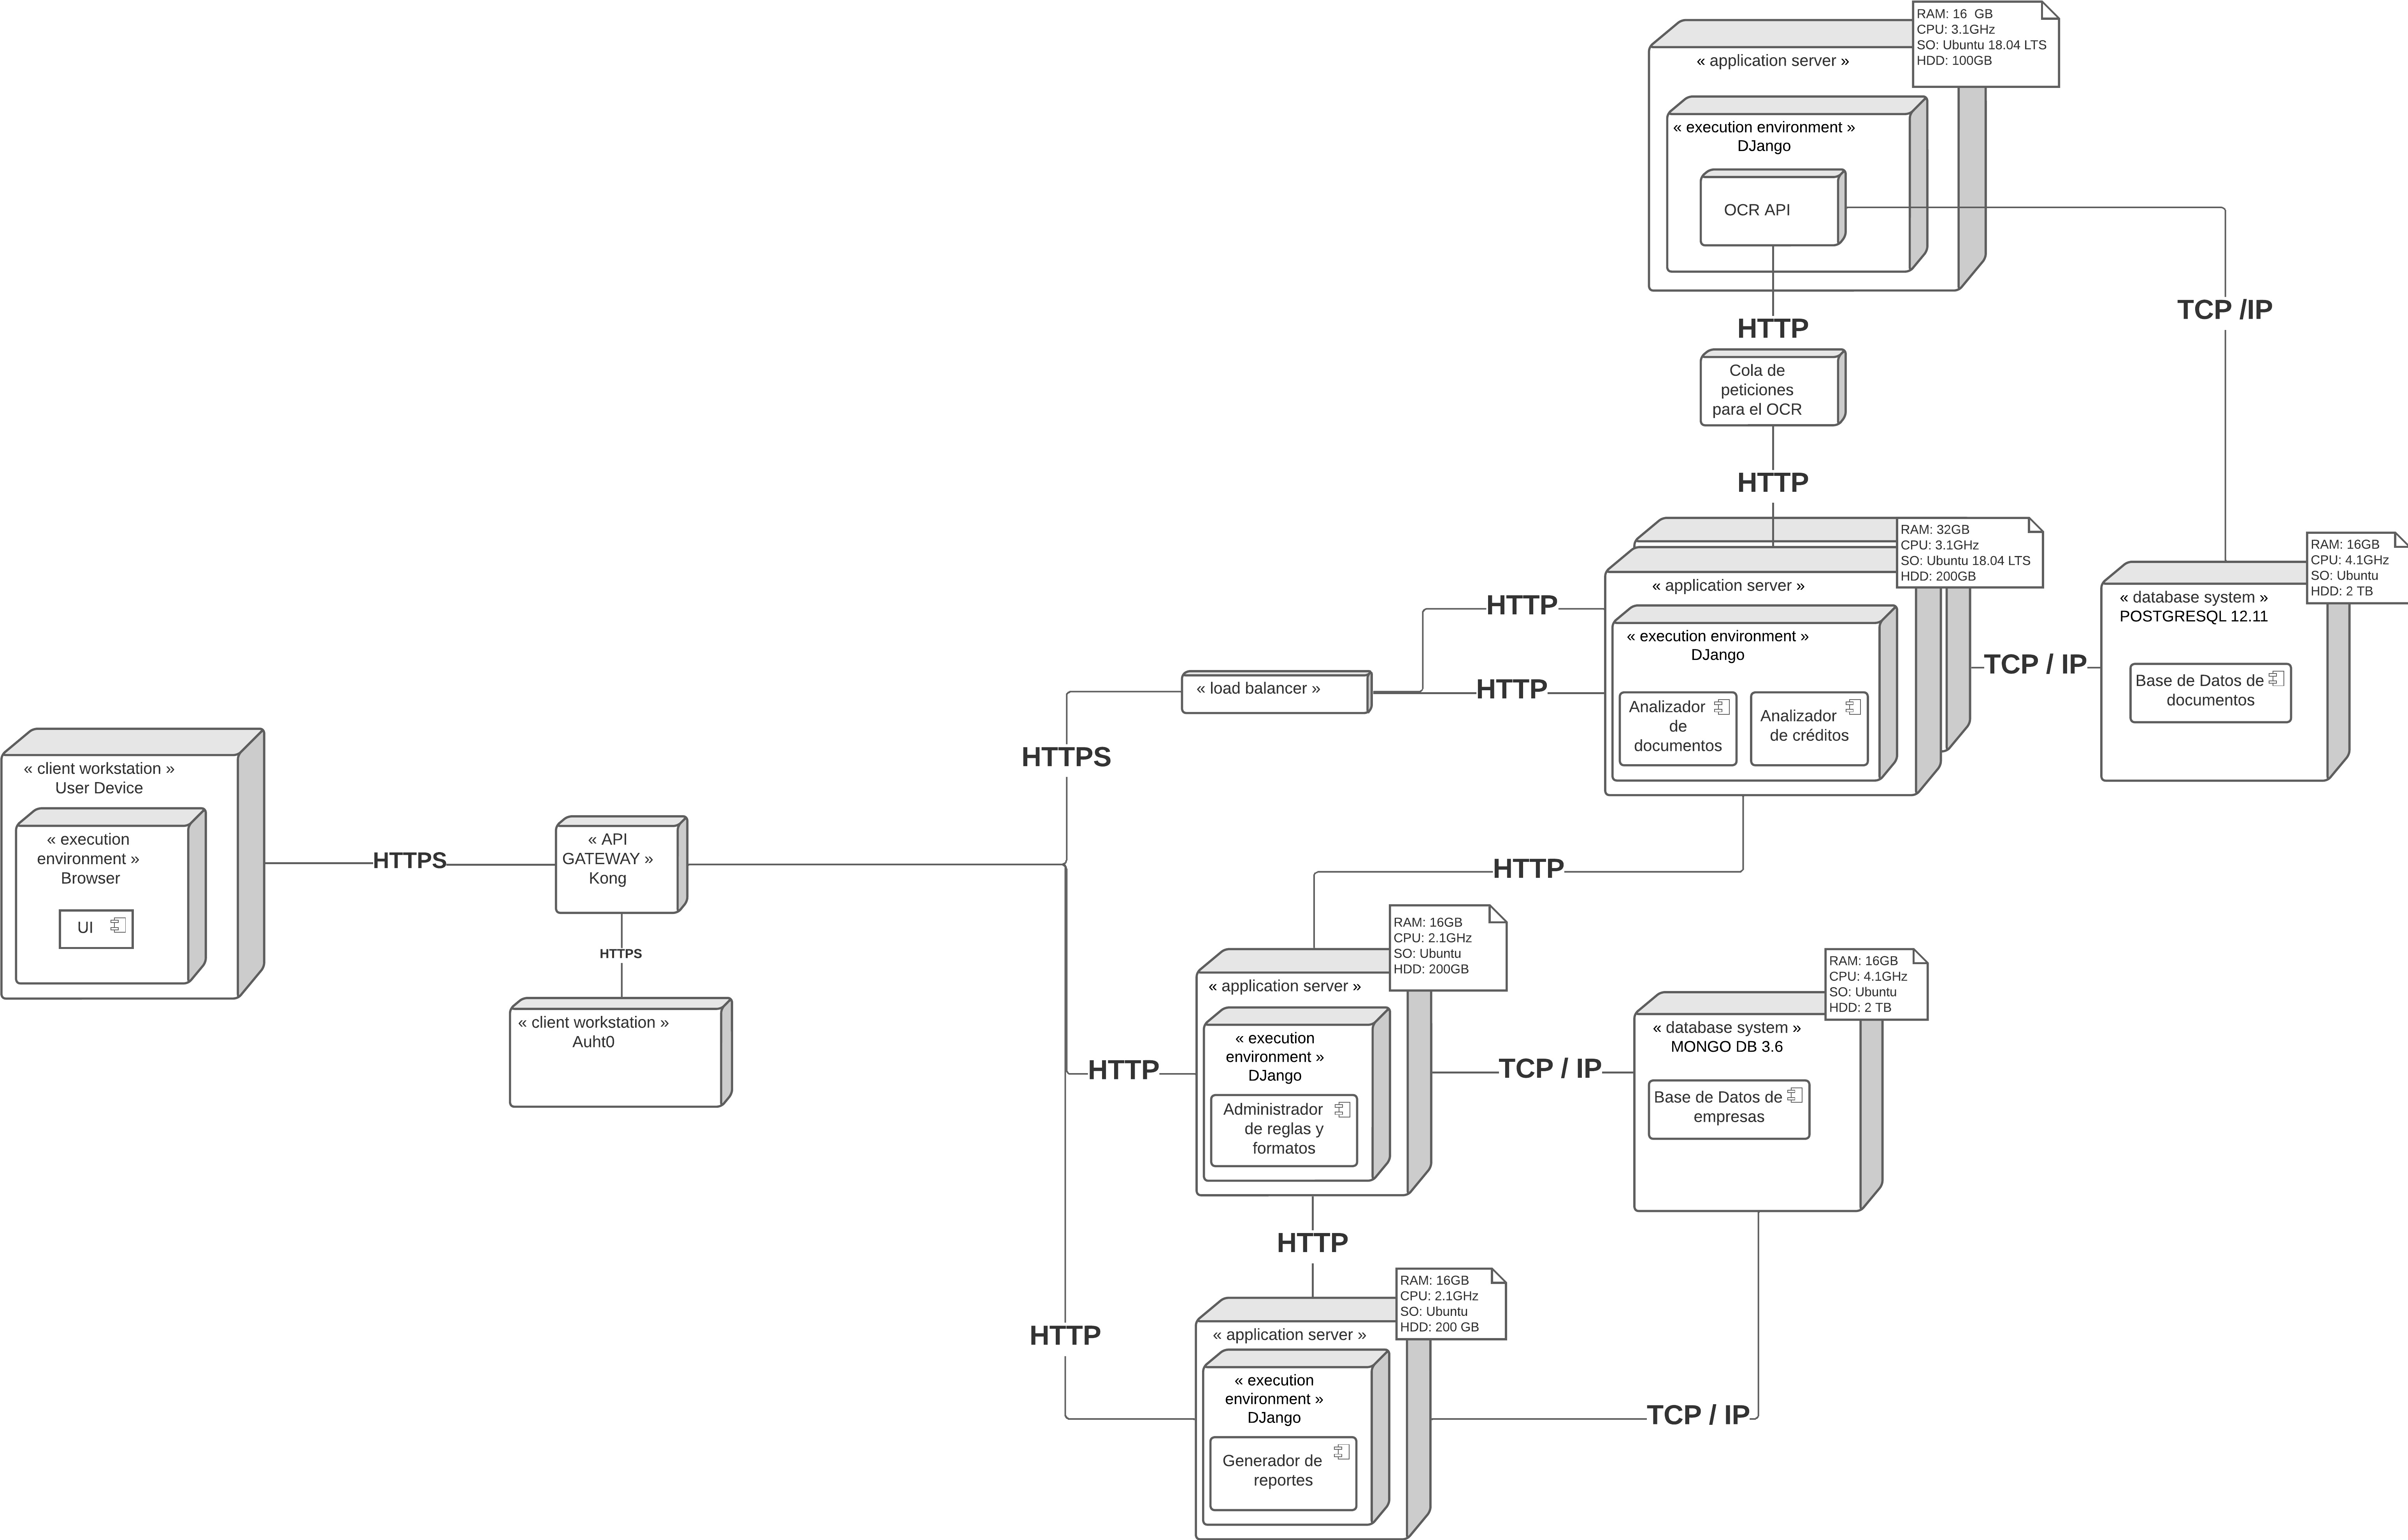 RAM: 16  GB
CPU: 3.1GHz
SO: Ubuntu 18.04 LTS
HDD: 100GB
« application server »
« execution environment »
DJango
OCR API
TCP /IP
HTTP
Cola de
peticiones
para el OCR
HTTP
RAM: 32GB
CPU: 3.1GHz
SO: Ubuntu 18.04 LTS
HDD: 200GB
« application server »
« execution environment »
DJango
Analizador
de
documentos
Analizador
de créditos
RAM: 16GB
CPU: 4.1GHz
SO: Ubuntu
HDD: 2 TB
« database system »
POSTGRESQL 12.11
Base de Datos de
documentos
TCP / IP
HTTP
HTTP
« load balancer »
HTTPS
« client workstation »
User Device
« execution
environment »
Browser
UI
HTTPS
« API
GATEWAY »
Kong
HTTPS
« client workstation »
Auht0
HTTP
RAM: 16GB
CPU: 2.1GHz
SO: Ubuntu
HDD: 200GB
« application server »
« execution
environment »
DJango
Administrador
de reglas y
formatos
HTTP
TCP / IP
RAM: 16GB
CPU: 4.1GHz
SO: Ubuntu
HDD: 2 TB
« database system »
MONGO DB 3.6
Base de Datos de
empresas
HTTP
HTTP
RAM: 16GB
CPU: 2.1GHz
SO: Ubuntu
HDD: 200 GB
« application server »
« execution
environment »
DJango
Generador de
reportes
TCP / IP